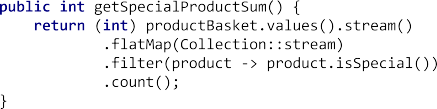 public int getSpecialProductSum() {
    return (int) productBasket.values().stream()
            .flatMap(Collection::stream)
            .filter(product -> product.isSpecial())
            .count();
}